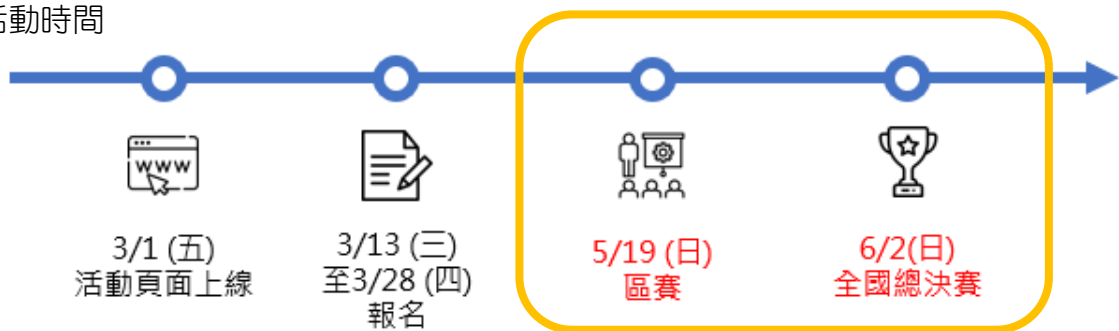 活動時間
www
3/1 (五)
活動頁面上線
3/13 (三)
至3/28 (四)
報名
5/19 (日)
區賽
6/2(日)
全國總決賽